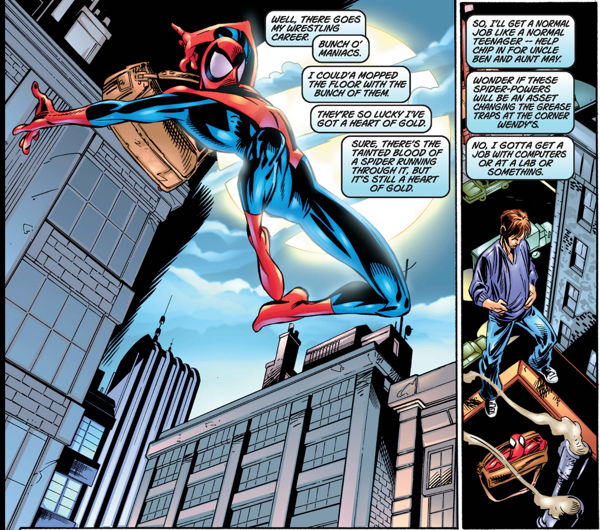 WELL, THERE GOES
MY WRESTLING
CAREER.
BUNCH O'
MANIACS.
I COULD'A MOPPED
THE FLOOR WITH THE
BUNCH OF THEM.
THEY'RE SO LUCKY I'VE
GOT A HEART OF GOLD.
SURE, THERE'S THE
TAINTED BLOOD OF
A SPIDER RUNNING
THROUGH IT, BUT
IT'S STILL A HEART
OF GOLD.
SO, I'LL GET A NORMAL
JOB LIKE A NORMAL
TEENAGER -- HELP
CHIP IN FOR UNCLE
BEN AND AUNT MAY.
WONDER IF THESE
SPIDER-POWERS
WILL BE AN ASSET
CHANGING THE GREASE
TRAPS AT THE CORNER
WENDY'S.
NO, I GOTTA GET A
JOB WITH COMPUTERS
OR AT A LAB OR
SOMETHING.